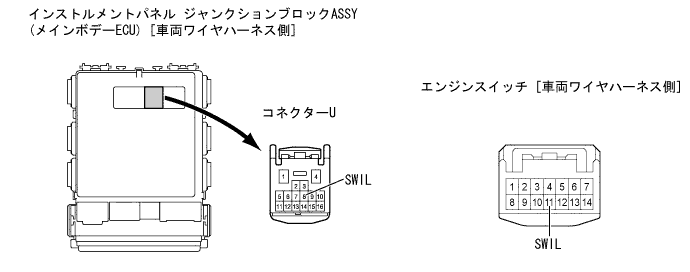 インストルメントパネル ジャンクションブロックASSY
(メインボデーECU) [車両ワイヤハーネス側]
コネクターU
1 4
2 3
5 6 7 8 9 10
11 12 13 14 15 16
SWIL
エンジンスイッチ [車両ワイヤハーネス側]
1 2 3 4 5 6 7
8 9 10 11 12 13 14
SWIL